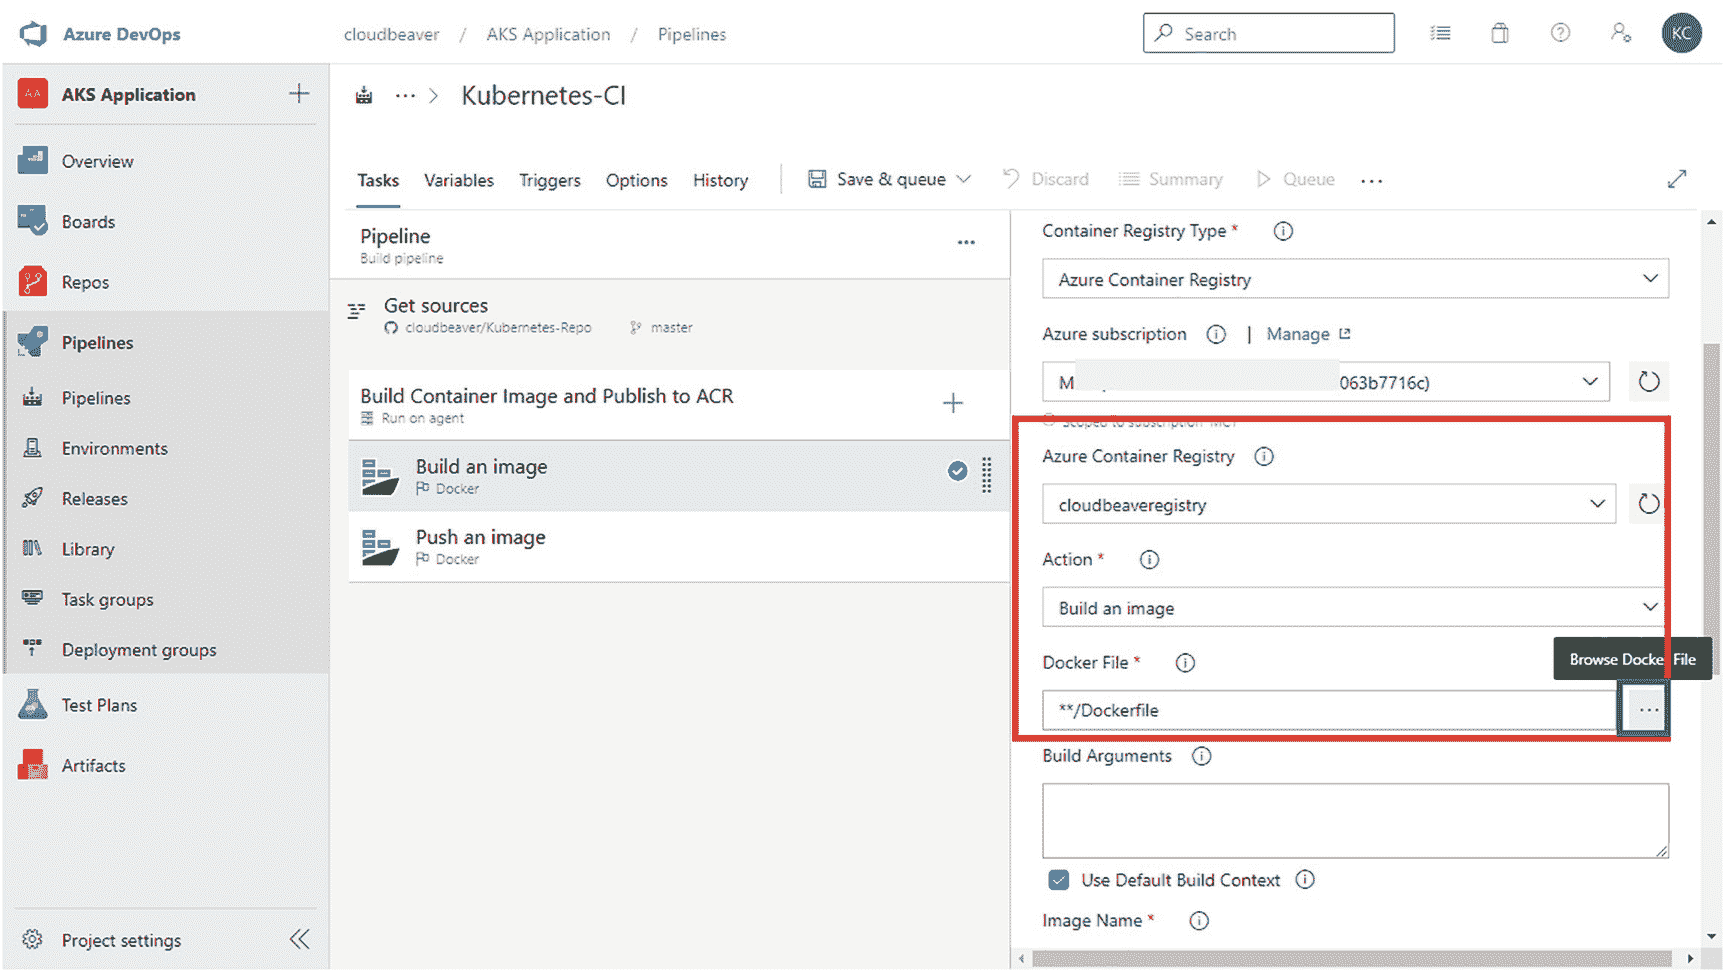 Azure DevOps
cloudbeaver / AKS Application / Pipelines
Search
KC
AA AKS Application
Overview
Boards
Repos
Pipelines
Pipelines
Environments
Releases
Library
Task groups
Deployment groups
Test Plans
Artifacts
Project settings
··· > Kubernetes-CI
Tasks Variables Triggers Options History Save & queue Discard Summary Queue ...
Pipeline
Build pipeline
Get sources
cloudbeaver/Kubernetes-Repo master
Build Container Image and Publish to ACR
Run on agent
Build an image
Docker
Push an image
Docker
Container Registry Type *
Azure Container Registry
Azure subscription | Manage
M 063b7716c)
Scoped to subscription
Azure Container Registry
cloudbeaveregistry
Action *
Build an image
Docker File *
Browse Docker File
**/Dockerfile
...
Build Arguments
Use Default Build Context
Image Name *